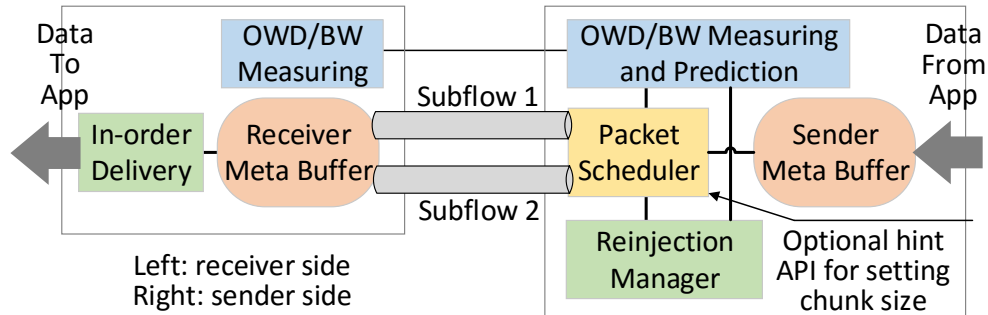 Data
To
App
OWD/BW
Measuring
OWD/BW Measuring
and Prediction
Data
From
App
Subflow 1
In-order
Delivery
Receiver
Meta Buffer
Packet
Scheduler
Sender
Meta Buffer
Subflow 2
Reinjection
Manager
Optional hint
API for setting
chunk size
Left: receiver side
Right: sender side